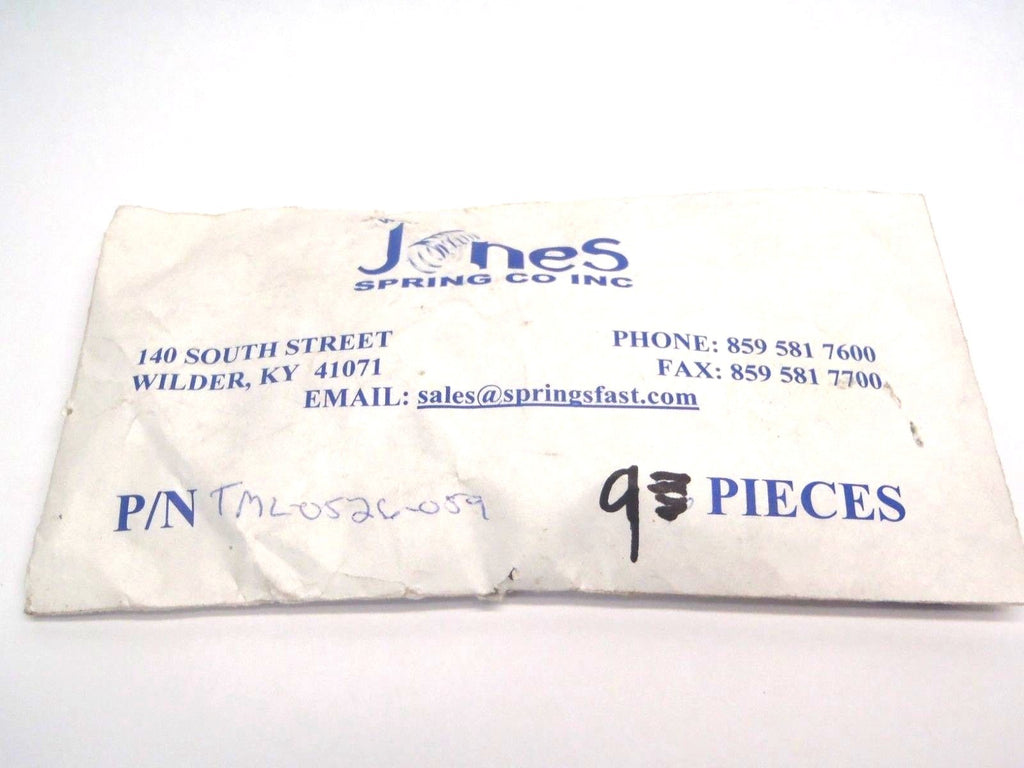 Jones
SPRING CO INC
140 SOUTH STREET
WILDER, KY 41071
PHONE: 859 581 7600
FAX: 859 581 7700
EMAIL: sales@springsfast.com
P/N TML-0526-059
9 PIECES